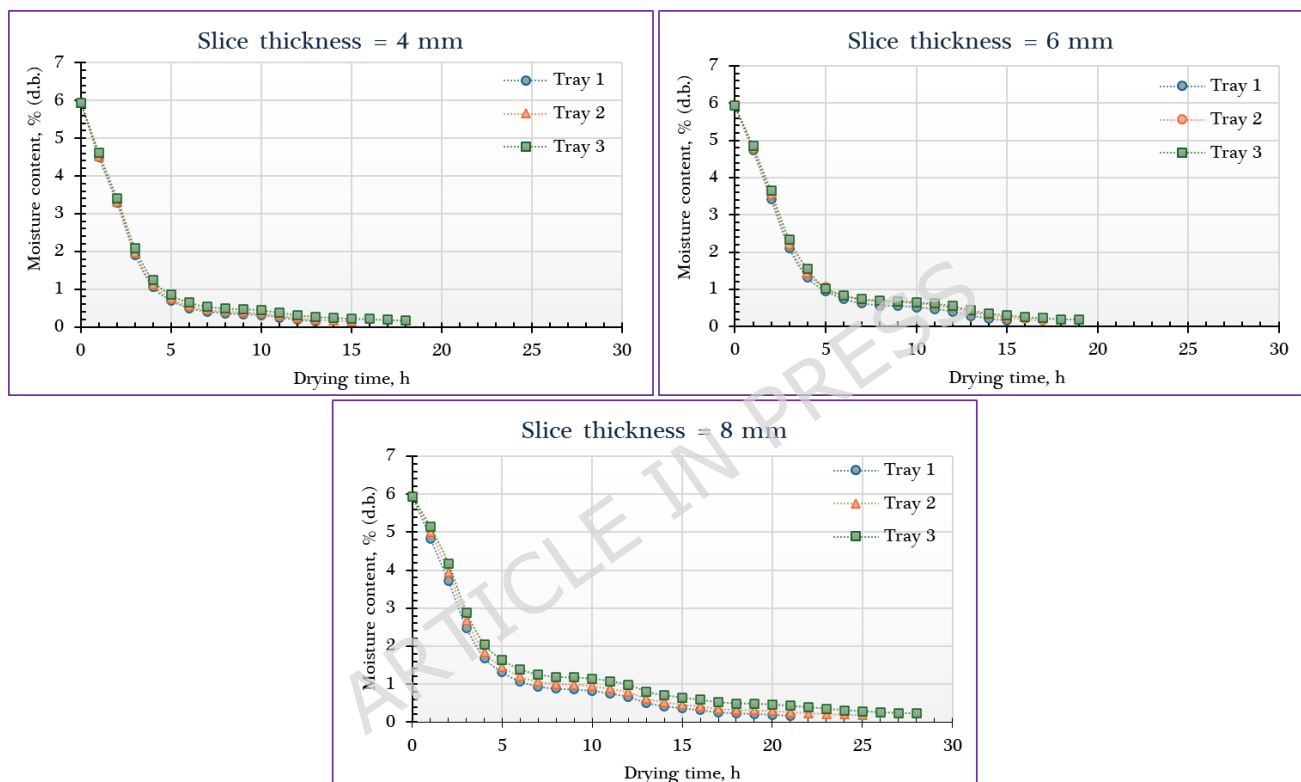 Slice thickness = 4 mm
Moisture content, % (d.b.)
7
6
5
4
3
2
1
0
0 5 10 15 20 25 30
Drying time, h
Tray 1
Tray 2
Tray 3
Slice thickness = 6 mm
Moisture content, % (d.b.)
7
6
5
4
3
2
1
0
0 5 10 15 20 25 30
Drying time, h
Tray 1
Tray 2
Tray 3
Slice thickness = 8 mm
Moisture content, % (d.b.)
7
6
5
4
3
2
1
0
0 5 10 15 20 25 30
Drying time, h
Tray 1
Tray 2
Tray 3
ARTICLE IN PRESS